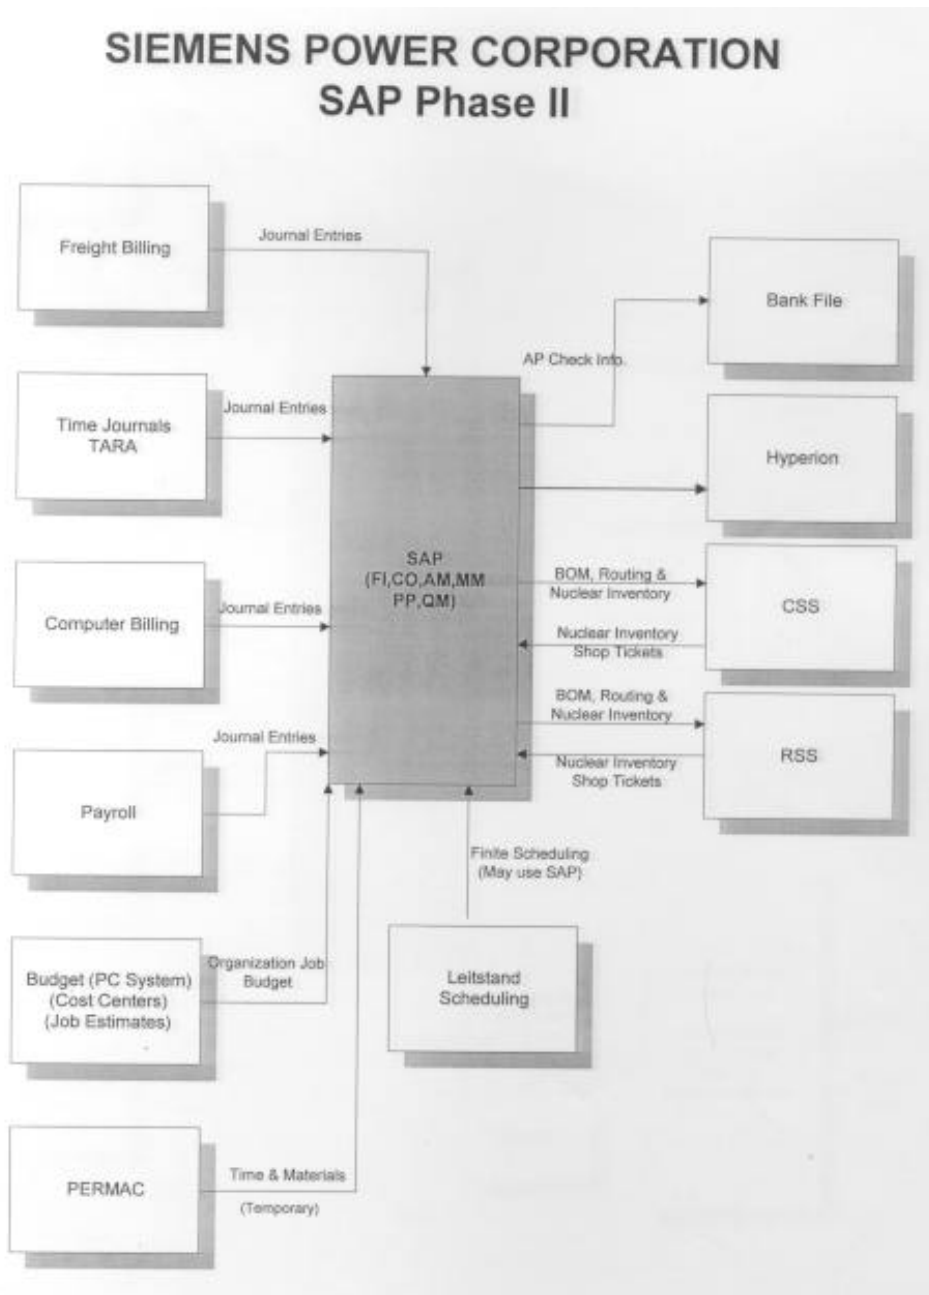 SIEMENS POWER CORPORATION
SAP Phase II
Freight Billing
Journal Entries
Bank File
AP Check Info.
Time Journals
TARA
Journal Entries
Hyperion
SAP
(FI,CO,AM,MM
PP,QM)
BOM, Routing &
Nuclear Inventory
CSS
Computer Billing
Journal Entries
Nuclear Inventory
Shop Tickets
BOM, Routing &
Nuclear Inventory
RSS
Journal Entries
Nuclear Inventory
Shop Tickets
Payroll
Finite Scheduling
(May use SAP)
Budget (PC System)
(Cost Centers)
(Job Estimates)
Organization Job
Budget
Leitstand
Scheduling
PERMAC
Time & Materials
(Temporary)